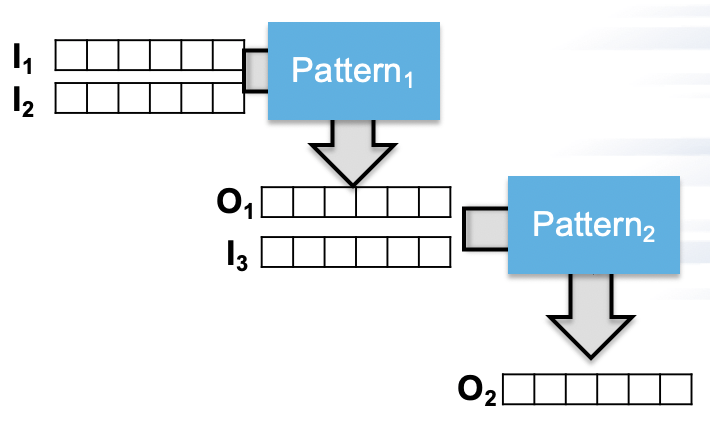 I₁
Pattern₁
I₂
O₁
I₃
Pattern₂
O₂